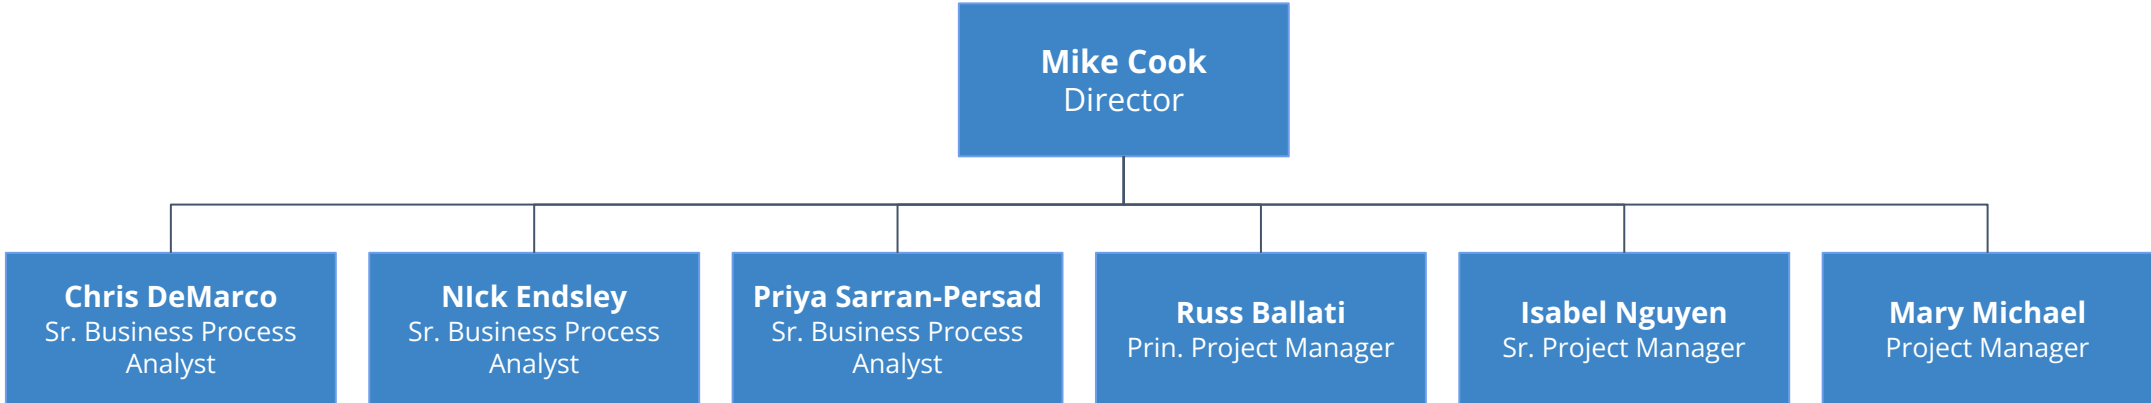 Mike Cook
Director
Chris DeMarco
Sr. Business Process
Analyst
NIck Endsley
Sr. Business Process
Analyst
Priya Sarran-Persad
Sr. Business Process
Analyst
Russ Ballati
Prin. Project Manager
Isabel Nguyen
Sr. Project Manager
Mary Michael
Project Manager